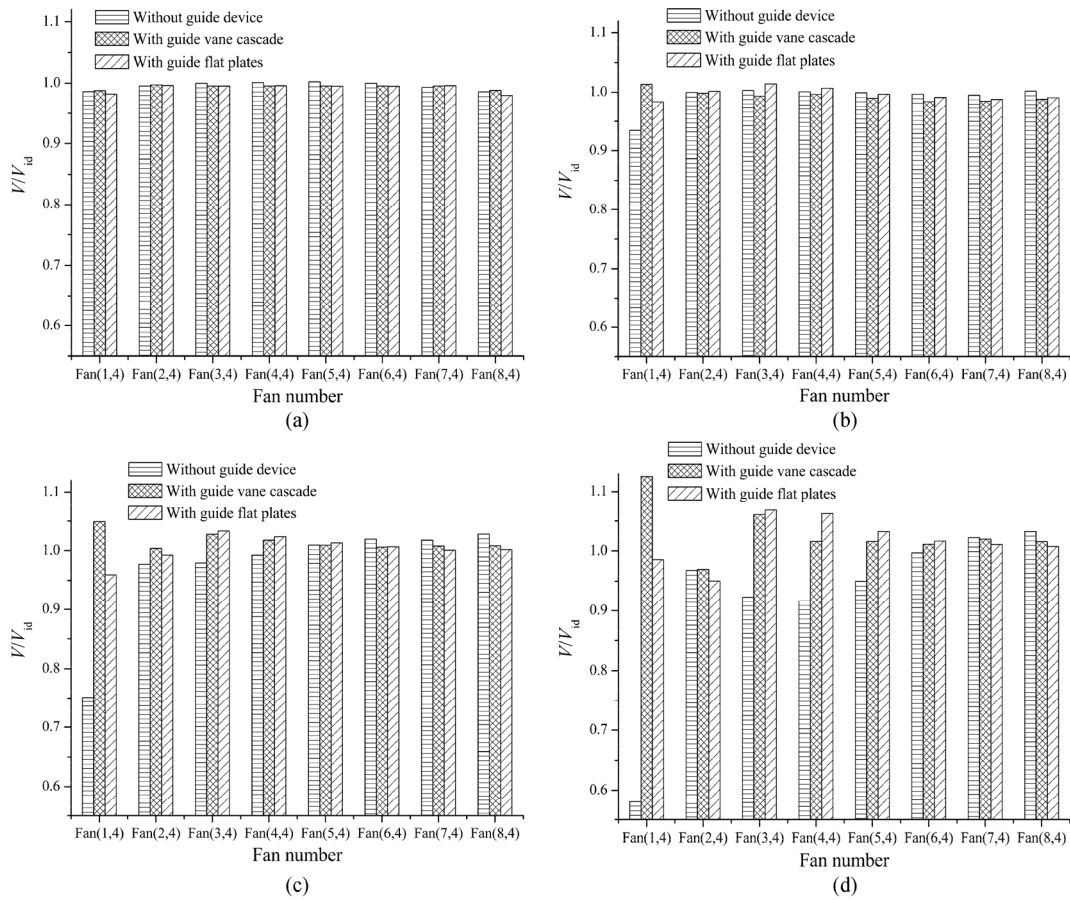 Without guide device
With guide vane cascade
With guide flat plates
1.1
1.0
0.9
0.8
0.7
0.6
V/Vid
Fan(1,4) Fan(2,4) Fan(3,4) Fan(4,4) Fan(5,4) Fan(6,4) Fan(7,4) Fan(8,4)
Fan number
(a)
Without guide device
With guide vane cascade
With guide flat plates
1.1
1.0
0.9
0.8
0.7
0.6
V/Vid
Fan(1,4) Fan(2,4) Fan(3,4) Fan(4,4) Fan(5,4) Fan(6,4) Fan(7,4) Fan(8,4)
Fan number
(b)
Without guide device
With guide vane cascade
With guide flat plates
1.1
1.0
0.9
0.8
0.7
0.6
V/Vid
Fan(1,4) Fan(2,4) Fan(3,4) Fan(4,4) Fan(5,4) Fan(6,4) Fan(7,4) Fan(8,4)
Fan number
(c)
Without guide device
With guide vane cascade
With guide flat plates
1.1
1.0
0.9
0.8
0.7
0.6
V/Vid
Fan(1,4) Fan(2,4) Fan(3,4) Fan(4,4) Fan(5,4) Fan(6,4) Fan(7,4) Fan(8,4)
Fan number
(d)